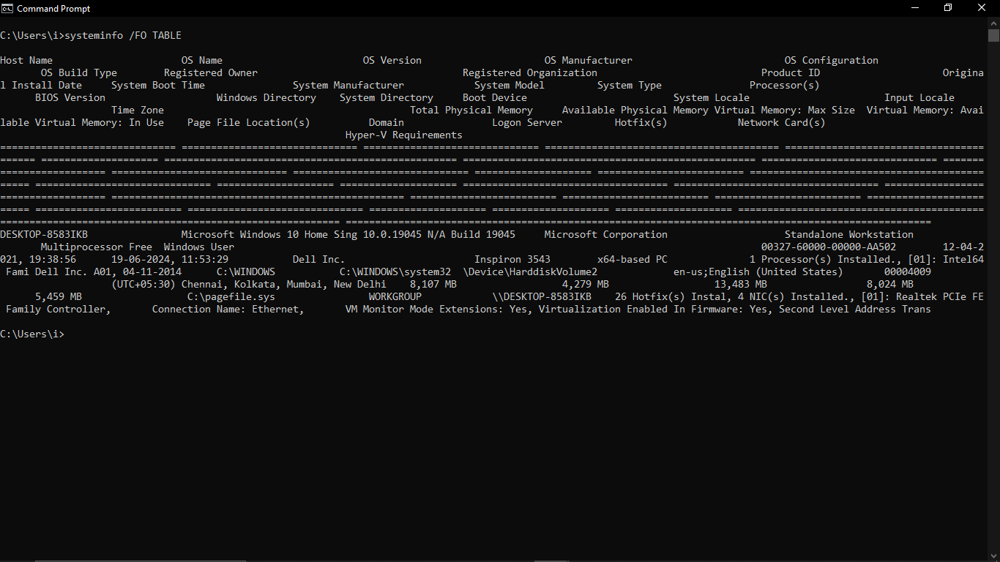 Command Prompt
C:\Users\i>systeminfo /FO TABLE
Host Name                      OS Name                        OS Version                     OS Manufacturer                          OS Configuration
       OS Build Type        Registered Owner                                   Registered Organization                            Product ID                     Origina
l Install Date     System Boot Time               System Manufacturer            System Model         System Type               Processor(s)
      BIOS Version                   Windows Directory    System Directory     Boot Device                         System Locale                       Input Locale
                   Time Zone                                          Total Physical Memory     Available Physical Memory Virtual Memory: Max Size  Virtual Memory: Avai
lable Virtual Memory: In Use    Page File Location(s)          Domain               Logon Server         Hotfix(s)            Network Card(s)
                                                           Hyper-V Requirements
============================== ============================== ============================== ======================================== ==================================
====== ==================== ================================================== ================================================== ============================== =======
================== ============================== ============================== ==================== ========================= =========================================
===== ============================== ==================== ==================== =================================== =================================== =================
================== ================================================== ========================= ========================= ========================= ====================
===== ========================= ============================== ==================== ==================== ==================== ==========================================
========================================================== ====================================================================================================
DESKTOP-8583IKB                Microsoft Windows 10 Home Sing 10.0.19045 N/A Build 19045     Microsoft Corporation                    Standalone Workstation
       Multiprocessor Free  Windows User                                                                                          00327-60000-00000-AA502        12-04-2
021, 19:38:56      19-06-2024, 11:53:29           Dell Inc.                      Inspiron 3543        x64-based PC              1 Processor(s) Installed., [01]: Intel64
 Fami Dell Inc. A01, 04-11-2014      C:\WINDOWS           C:\WINDOWS\system32  \Device\HarddiskVolume2             en-us;English (United States)       00004009
                   (UTC+05:30) Chennai, Kolkata, Mumbai, New Delhi    8,107 MB                  4,279 MB                  13,483 MB                 8,024 MB
      5,459 MB                  C:\pagefile.sys                WORKGROUP            \\DESKTOP-8583IKB    26 Hotfix(s) Instal, 4 NIC(s) Installed., [01]: Realtek PCIe FE
 Family Controller,       Connection Name: Ethernet,       VM Monitor Mode Extensions: Yes, Virtualization Enabled In Firmware: Yes, Second Level Address Trans
C:\Users\i>